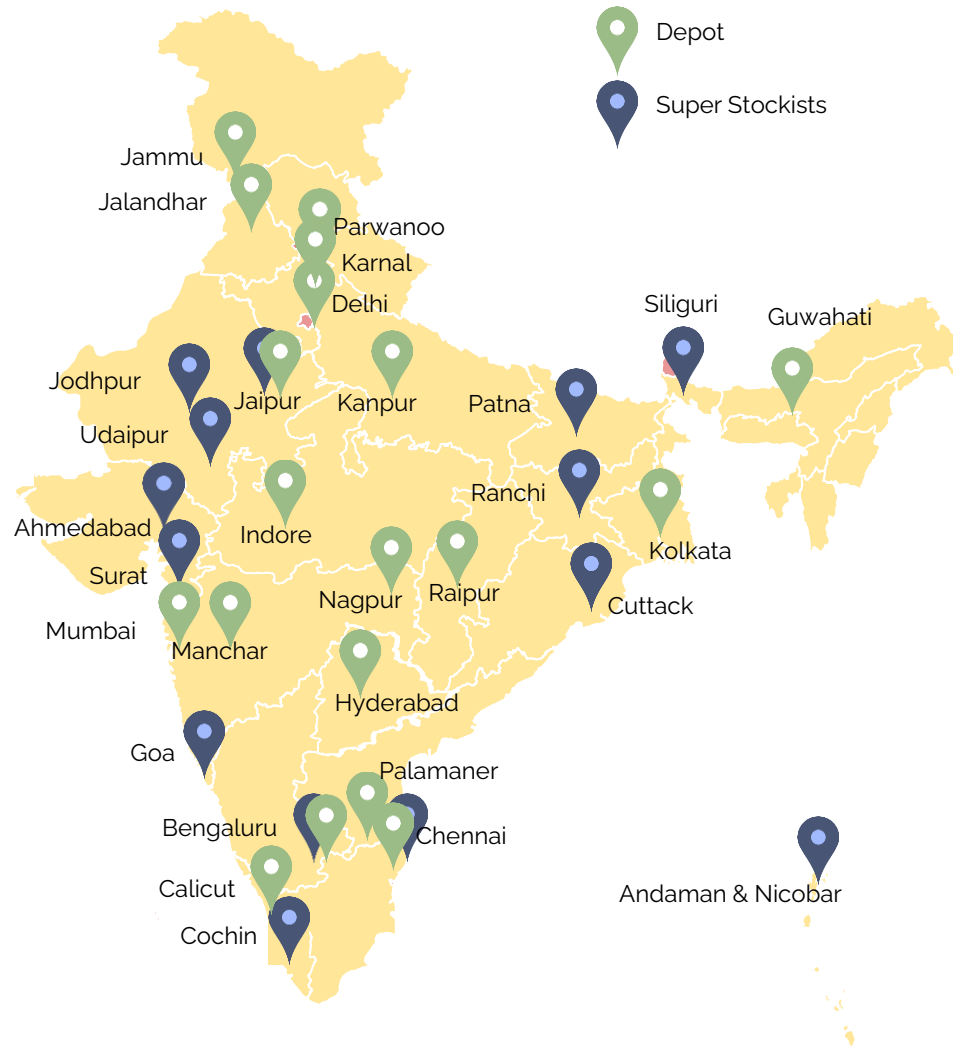 Depot
Super Stockists
Jammu
Jalandhar
Parwanoo
Karnal
Delhi
Siliguri
Guwahati
Jodhpur
Jaipur
Kanpur
Patna
Udaipur
Ranchi
Ahmedabad
Indore
Kolkata
Surat
Nagpur
Raipur
Cuttack
Mumbai
Manchar
Hyderabad
Goa
Palamaner
Bengaluru
Chennai
Calicut
Andaman & Nicobar
Cochin